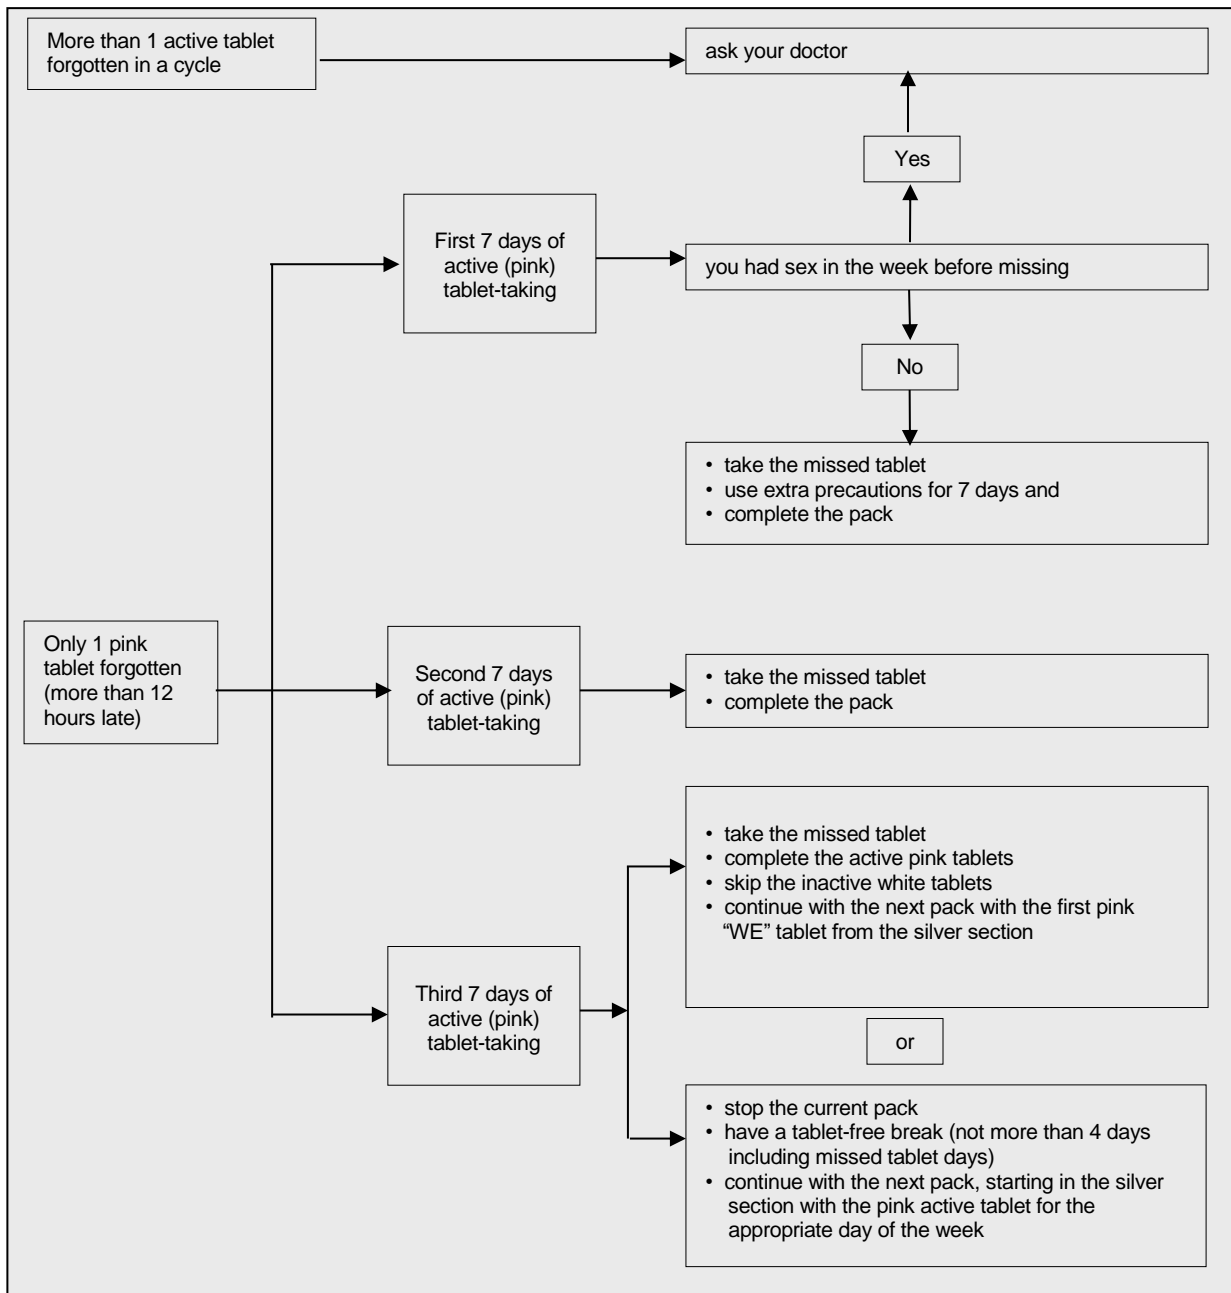 More than 1 active tablet
forgotten in a cycle
ask your doctor
Yes
First 7 days of
active (pink)
tablet-taking
you had sex in the week before missing
No
• take the missed tablet
• use extra precautions for 7 days and
• complete the pack
Only 1 pink
tablet forgotten
(more than 12
hours late)
Second 7 days
of active (pink)
tablet-taking
• take the missed tablet
• complete the pack
Third 7 days of
active (pink)
tablet-taking
• take the missed tablet
• complete the active pink tablets
• skip the inactive white tablets
• continue with the next pack with the first pink
“WE” tablet from the silver section
or
• stop the current pack
• have a tablet-free break (not more than 4 days
including missed tablet days)
• continue with the next pack, starting in the silver
section with the pink active tablet for the
appropriate day of the week